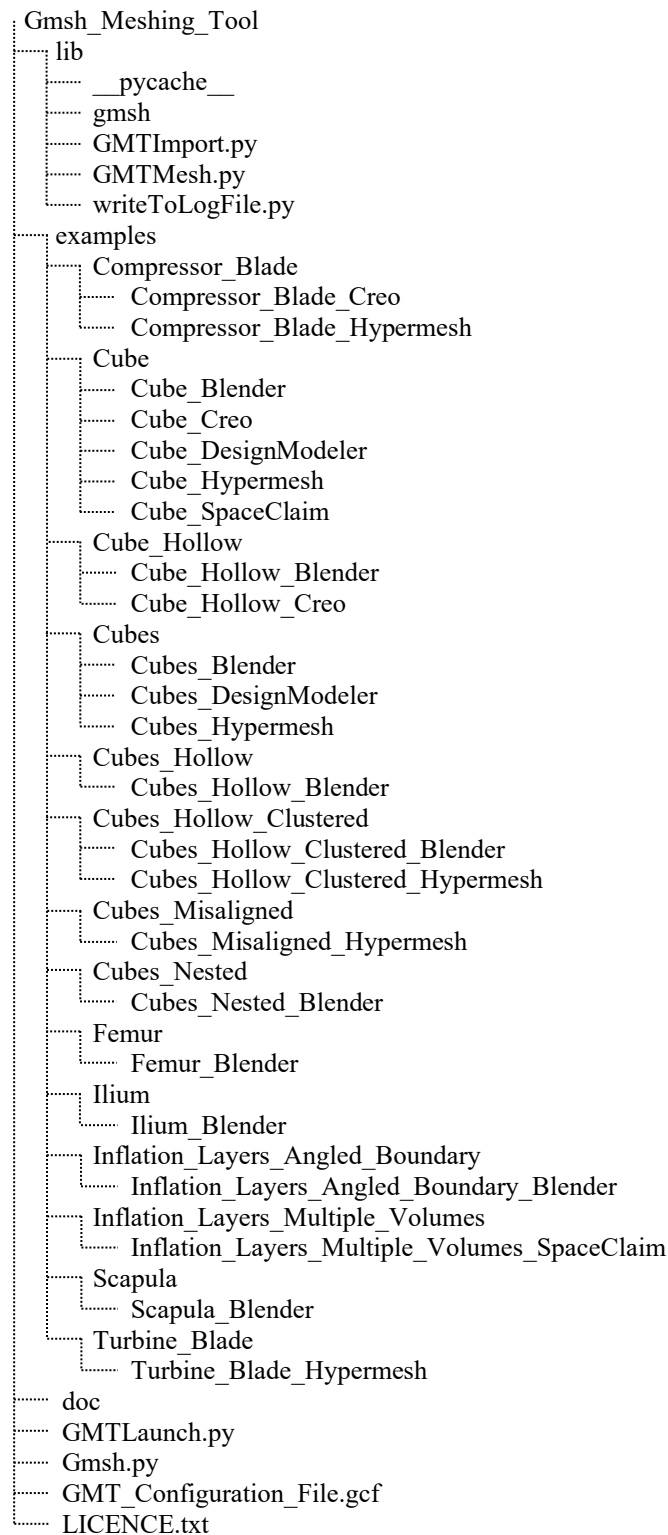 Gmsh_Meshing_Tool
lib
__pycache__
gmsh
GMTImport.py
GMTMesh.py
writeToLogFile.py
examples
Compressor_Blade
Compressor_Blade_Creo
Compressor_Blade_Hypermesh
Cube
Cube_Blender
Cube_Creo
Cube_DesignModeler
Cube_Hypermesh
Cube_SpaceClaim
Cube_Hollow
Cube_Hollow_Blender
Cube_Hollow_Creo
Cubes
Cubes_Blender
Cubes_DesignModeler
Cubes_Hypermesh
Cubes_Hollow
Cubes_Hollow_Blender
Cubes_Hollow_Clustered
Cubes_Hollow_Clustered_Blender
Cubes_Hollow_Clustered_Hypermesh
Cubes_Misaligned
Cubes_Misaligned_Hypermesh
Cubes_Nested
Cubes_Nested_Blender
Femur
Femur_Blender
Ilium
Ilium_Blender
Inflation_Layers_Angled_Boundary
Inflation_Layers_Angled_Boundary_Blender
Inflation_Layers_Multiple_Volumes
Inflation_Layers_Multiple_Volumes_SpaceClaim
Scapula
Scapula_Blender
Turbine_Blade
Turbine_Blade_Hypermesh
doc
GMTLaunch.py
Gmsh.py
GMT_Configuration_File.gcf
LICENCE.txt